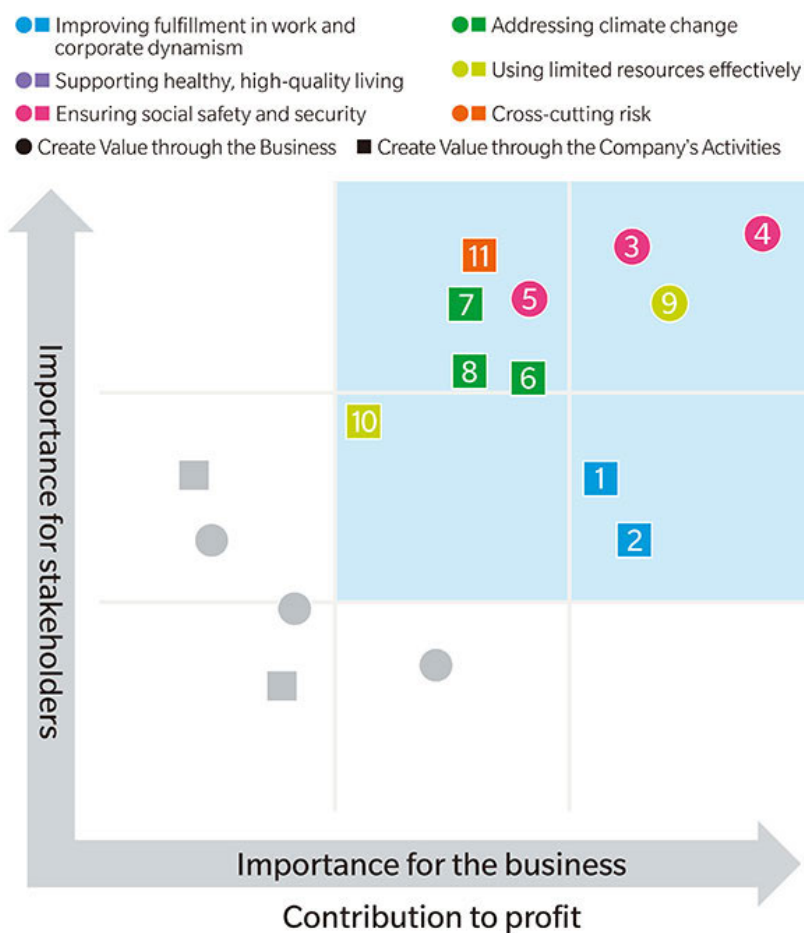 Improving fulfillment in work and
corporate dynamism
Supporting healthy, high-quality living
Ensuring social safety and security
Addressing climate change
Using limited resources effectively
Cross-cutting risk
Create Value through the Business
Create Value through the Company's Activities
Importance for stakeholders
4
3
11
7
5
9
8
6
10
1
2
Importance for the business
Contribution to profit